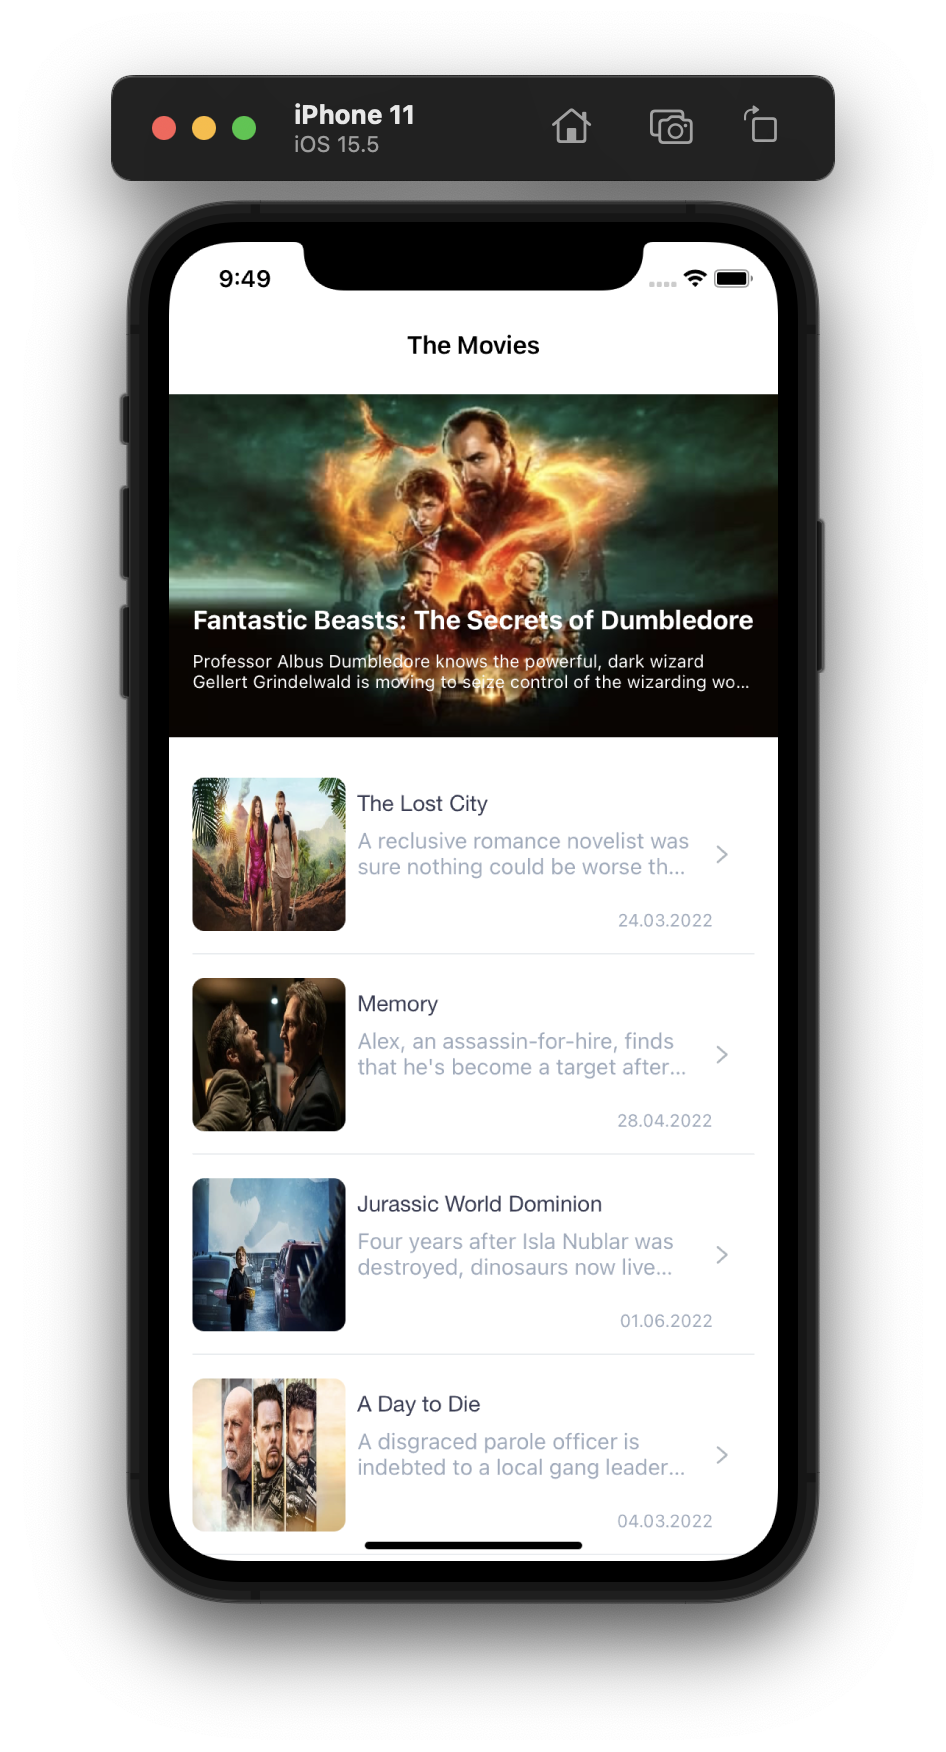 iPhone 11
iOS 15.5
9:49
The Movies
Fantastic Beasts: The Secrets of Dumbledore
Professor Albus Dumbledore knows the powerful, dark wizard
Gellert Grindelwald is moving to seize control of the wizarding wo...
The Lost City
A reclusive romance novelist was
sure nothing could be worse th...
24.03.2022
Memory
Alex, an assassin-for-hire, finds
that he's become a target after...
28.04.2022
Jurassic World Dominion
Four years after Isla Nublar was
destroyed, dinosaurs now live...
01.06.2022
A Day to Die
A disgraced parole officer is
indebted to a local gang leader...
04.03.2022